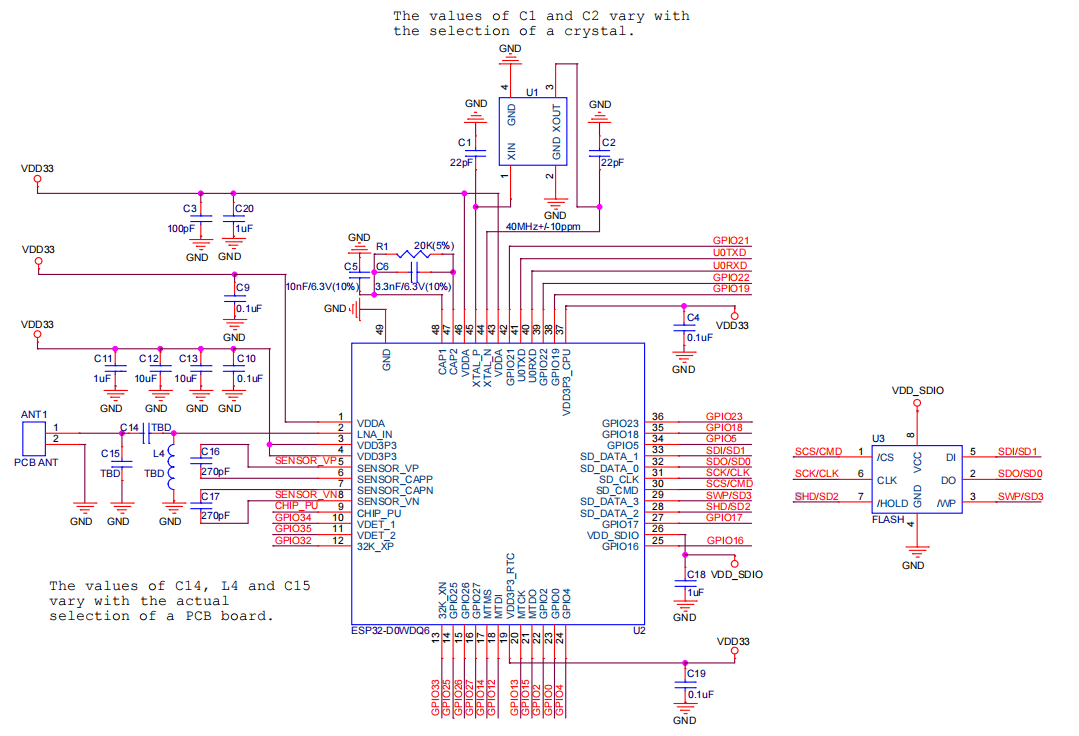 The values of C1 and C2 vary with
the selection of a crystal.
GND
4
3
U1
GND
XOUT
XIN
GND
1
2
GND
GND
C1
22pF
GND
C2
22pF
40MHz+/-10ppm
VDD33
C3
100pF
C20
1uF
GND
GND
VDD33
C9
0.1uF
GND
VDD33
C11
1uF
C12
10uF
C13
10uF
C10
0.1uF
GND
GND
GND
GND
GND
R1
20K(5%)
C5
C6
10nF/6.3V(10%)
3.3nF/6.3V(10%)
GND
GPIO21
U0TXD
U0RXD
GPIO22
GPIO19
C4
0.1uF
GND
VDD33
49
48
47
46
45
44
43
42
41
40
39
38
37
GND
CAP1
CAP2
VDDA
XTAL_P
XTAL_N
VDDA
GPIO21
U0TXD
U0RXD
GPIO22
GPIO19
VDD3P3_CPU
ANT1
1
2
PCB ANT
C14
TBD
C15
TBD
L4
TBD
GND
GND
GND
C16
270pF
C17
270pF
SENSOR_VP
SENSOR_VN
CHIP_PU
GPIO34
GPIO35
GPIO32
1
2
3
4
5
6
7
8
9
10
11
12
VDDA
LNA_IN
VDD3P3
VDD3P3
SENSOR_VP
SENSOR_CAPP
SENSOR_CAPN
SENSOR_VN
CHIP_PU
VDET_1
VDET_2
32K_XP
GPIO23 36 GPIO23
GPIO18 35 GPIO18
GPIO5 34 GPIO5
SD_DATA_1 33 SDI/SD1
SD_DATA_0 32 SDO/SD0
SD_CLK 31 SCK/CLK
SD_CMD 30 SCS/CMD
SD_DATA_3 29 SWP/SD3
SD_DATA_2 28 SHD/SD2
GPIO17 27 GPIO17
VDD_SDIO 26
GPIO16 25 GPIO16
VDD_SDIO
C18
1uF
GND
32K_XN
GPIO25
GPIO26
GPIO27
MTMS
MTDI
VDD3P3_RTC
MTCK
MTDO
GPIO2
GPIO0
GPIO4
ESP32-D0WDQ6
U2
13
14
15
16
17
18
19
20
21
22
23
24
GPIO33
GPIO25
GPIO26
GPIO27
GPIO14
GPIO12
GPIO13
GPIO15
GPIO2
GPIO0
GPIO4
VDD33
C19
0.1uF
GND
VDD_SDIO
8
U3
SCS/CMD 1 /CS
SCK/CLK 6 CLK
SHD/SD2 7 /HOLD
VCC
GND
DI 5 SDI/SD1
DO 2 SDO/SD0
/WP 3 SWP/SD3
FLASH
4
GND
The values of C14, L4 and C15
vary with the actual
selection of a PCB board.